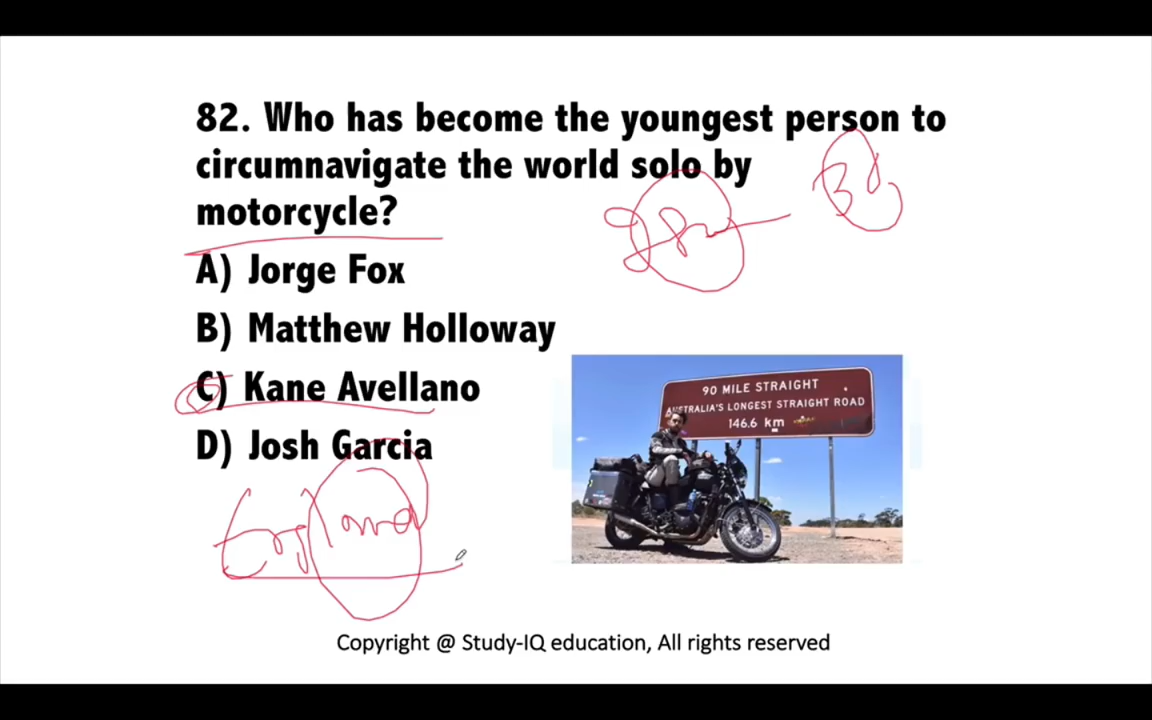 82. Who has become the youngest person to
circumnavigate the world solo by
motorcycle?
A) Jorge Fox
B) Matthew Holloway
C) Kane Avellano
D) Josh Garcia
England
90 MILE STRAIGHT
AUSTRALIA'S LONGEST STRAIGHT ROAD
146.6 km
Copyright @ Study-IQ education, All rights reserved